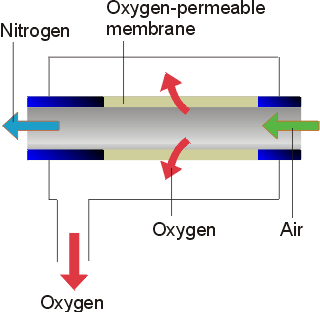 Oxygen-permeable
membrane
Nitrogen
Oxygen
Air
Oxygen